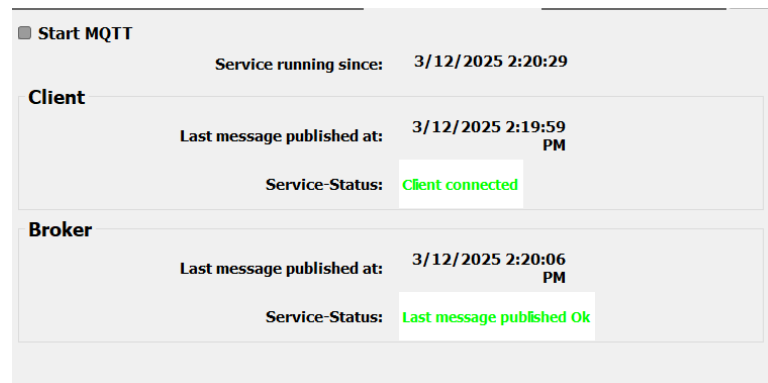 Start MQTT
Service running since: 3/12/2025 2:20:29
Client
Last message published at: 3/12/2025 2:19:59
PM
Service-Status: Client connected
Broker
Last message published at: 3/12/2025 2:20:06
PM
Service-Status: Last message published Ok